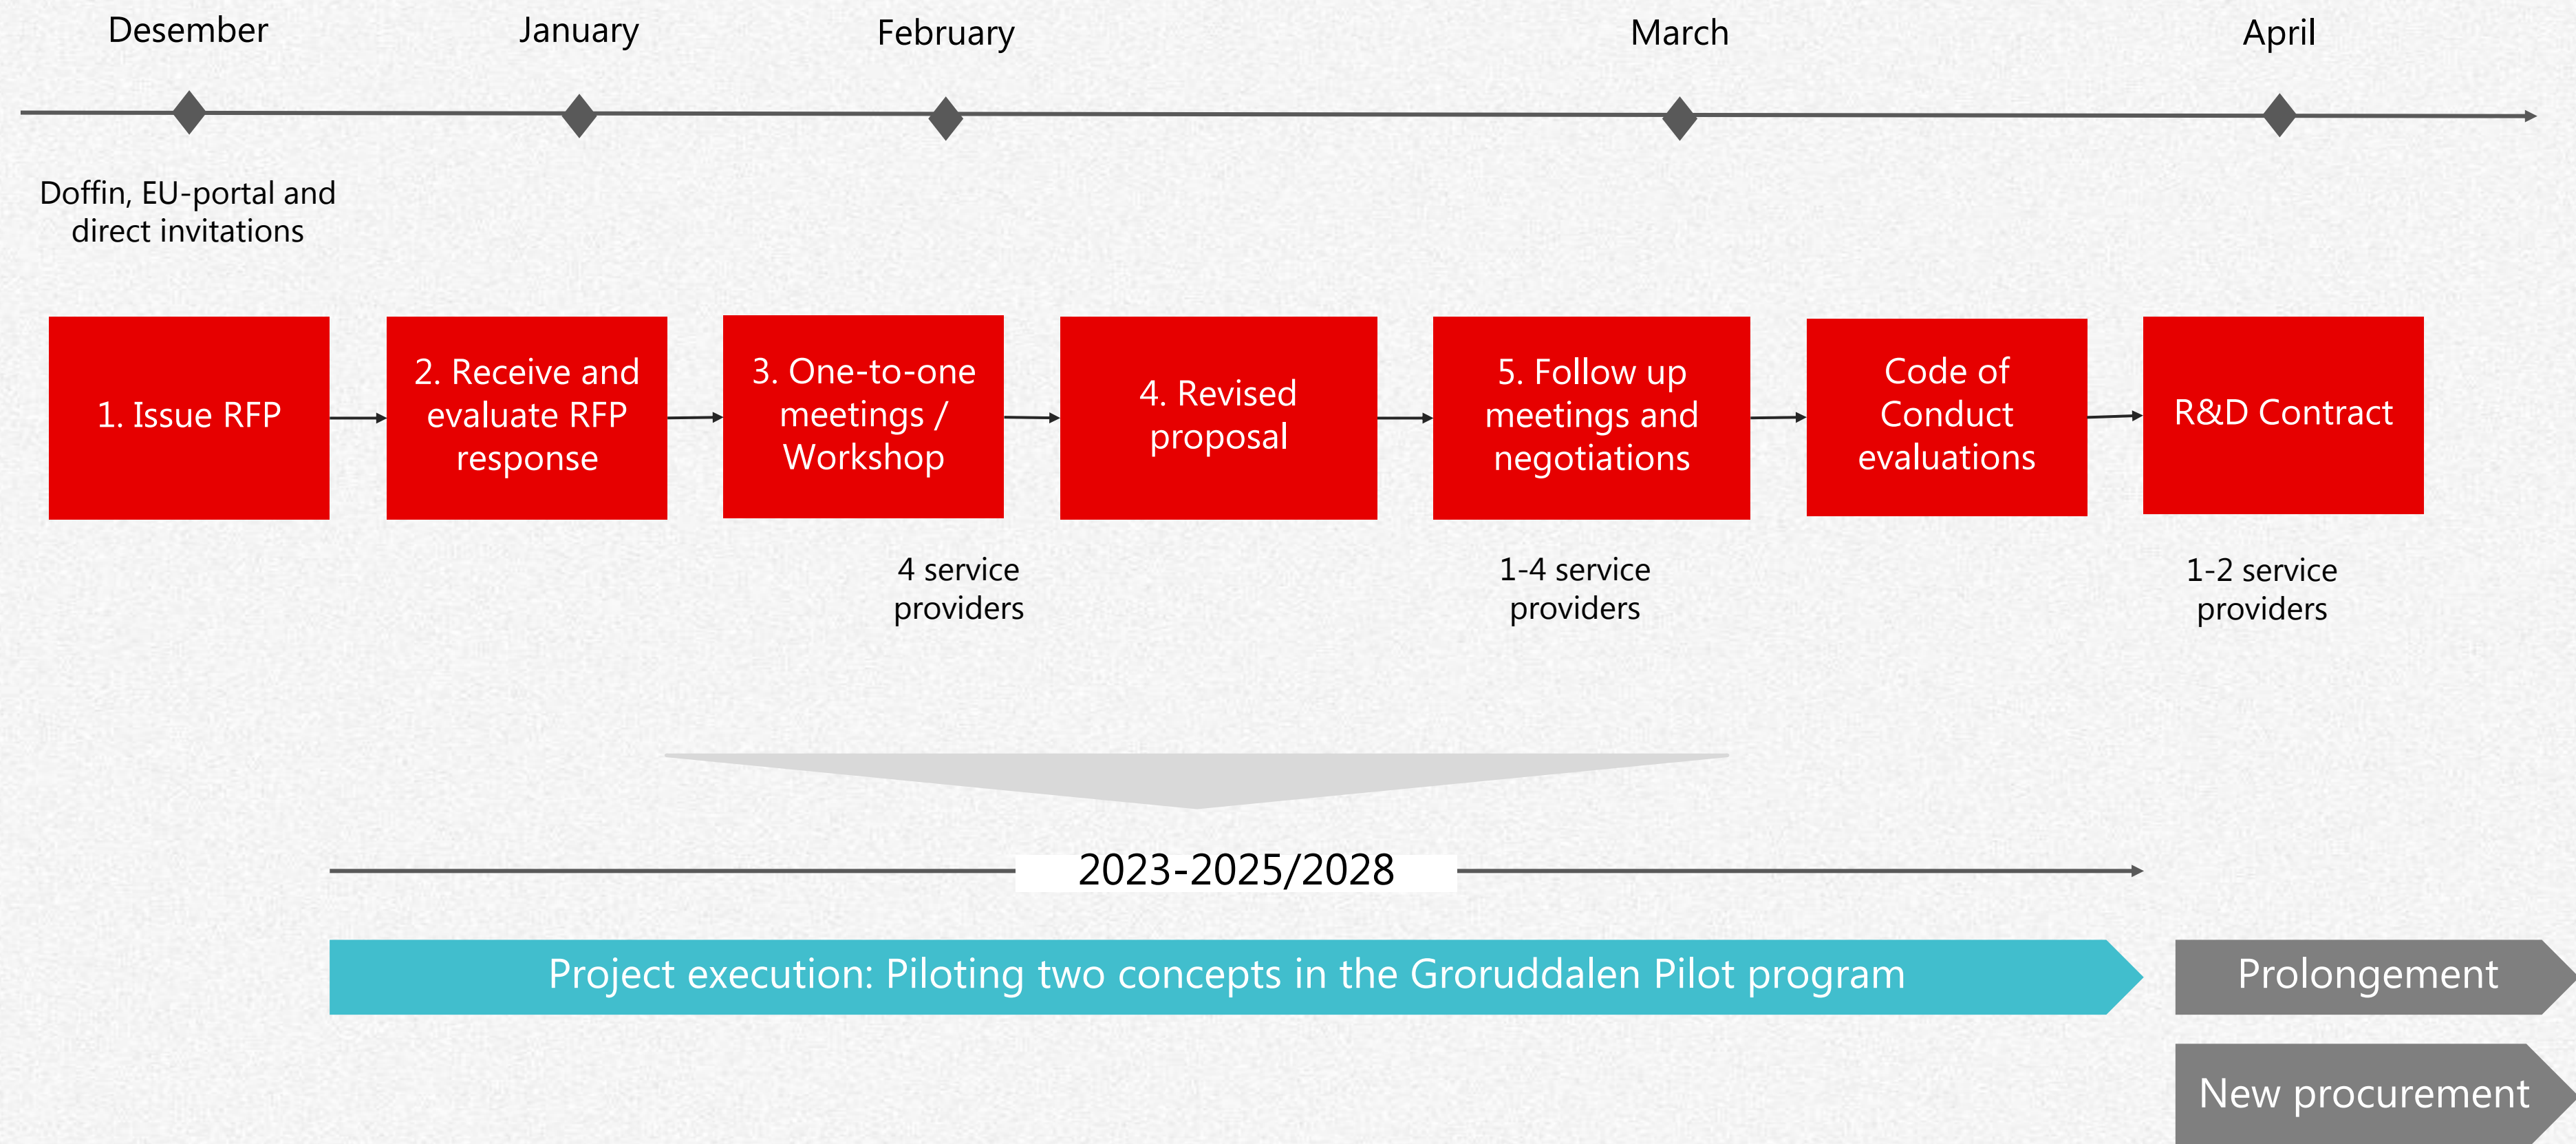 Desember
January
February
March
April
Doffin, EU-portal and
direct invitations
1. Issue RFP
2. Receive and
evaluate RFP
response
3. One-to-one
meetings /
Workshop
4. Revised
proposal
5. Follow up
meetings and
negotiations
Code of
Conduct
evaluations
R&D Contract
4 service
providers
1-4 service
providers
1-2 service
providers
2023-2025/2028
Project execution: Piloting two concepts in the Groruddalen Pilot program
Prolongement
New procurement